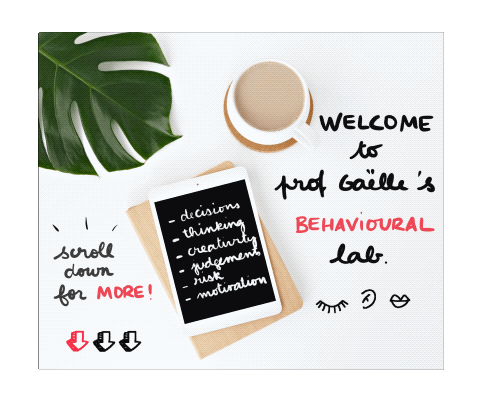 WELCOME
to
prof Gaëlle's
BEHAVIOURAL
lab.
- decisions
- thinking
- creativity
- judgement
- risk
- motivation
scroll
down
for MORE!